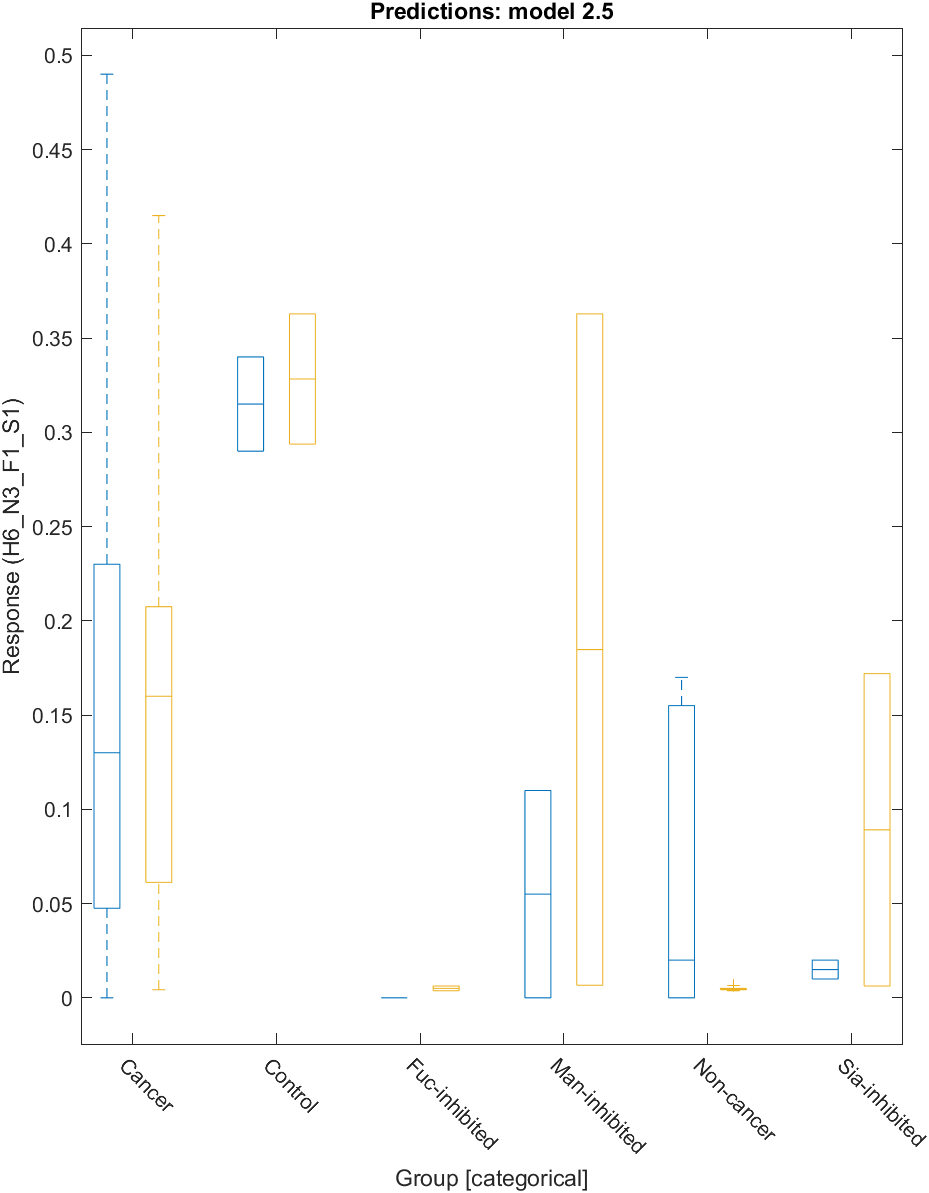 Predictions: model 2.5
0.5
0.45
0.4
0.35
0.3
0.25
0.2
0.15
0.1
0.05
0
Response (H6_N3_F1_S1)
Cancer
Control
Fuc-inhibited
Man-inhibited
Non-cancer
Sia-inhibited
Group [categorical]